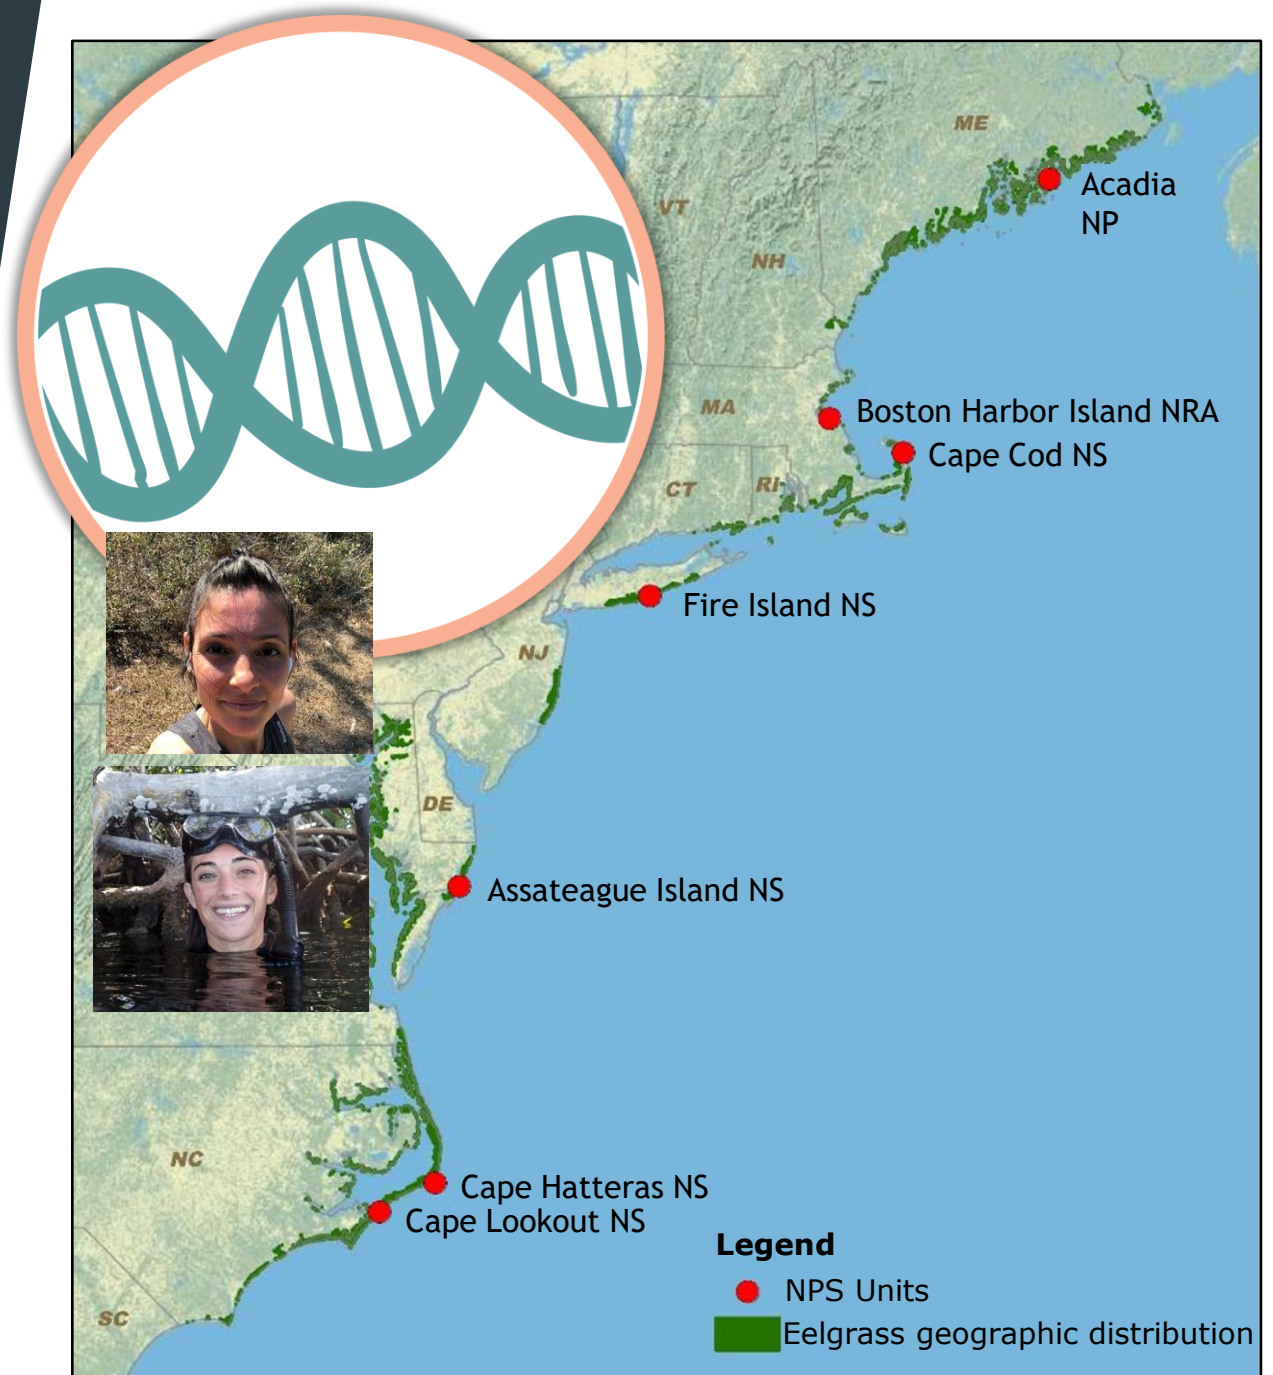 ME
Acadia
NP
VT
NH
MA
Boston Harbor Island NRA
Cape Cod NS
CT
RI
Fire Island NS
NJ
DE
Assateague Island NS
NC
Cape Hatteras NS
Cape Lookout NS
Legend
NPS Units
SC
Eelgrass geographic distribution